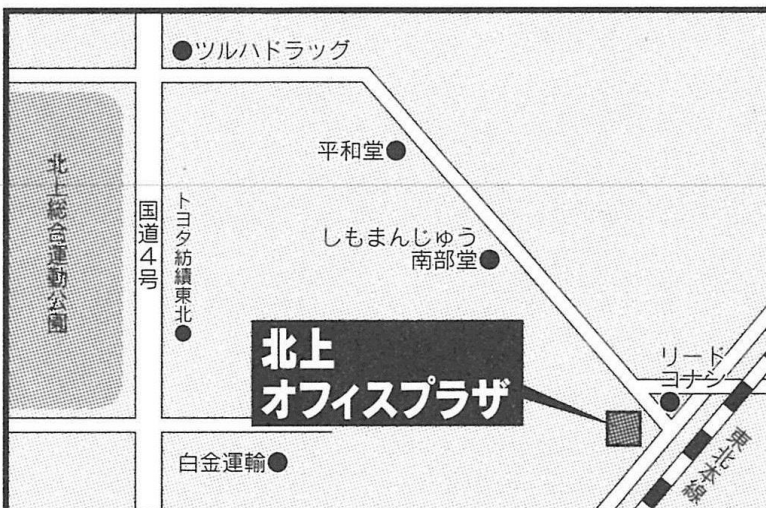 ツルハドラッグ
平和堂
しもまんじゅう
南部堂
北上総合運動公園
国道4号
トヨタ紡績東北
北上
オフィスプラザ
リード
コナン
白金運輸
東北本線